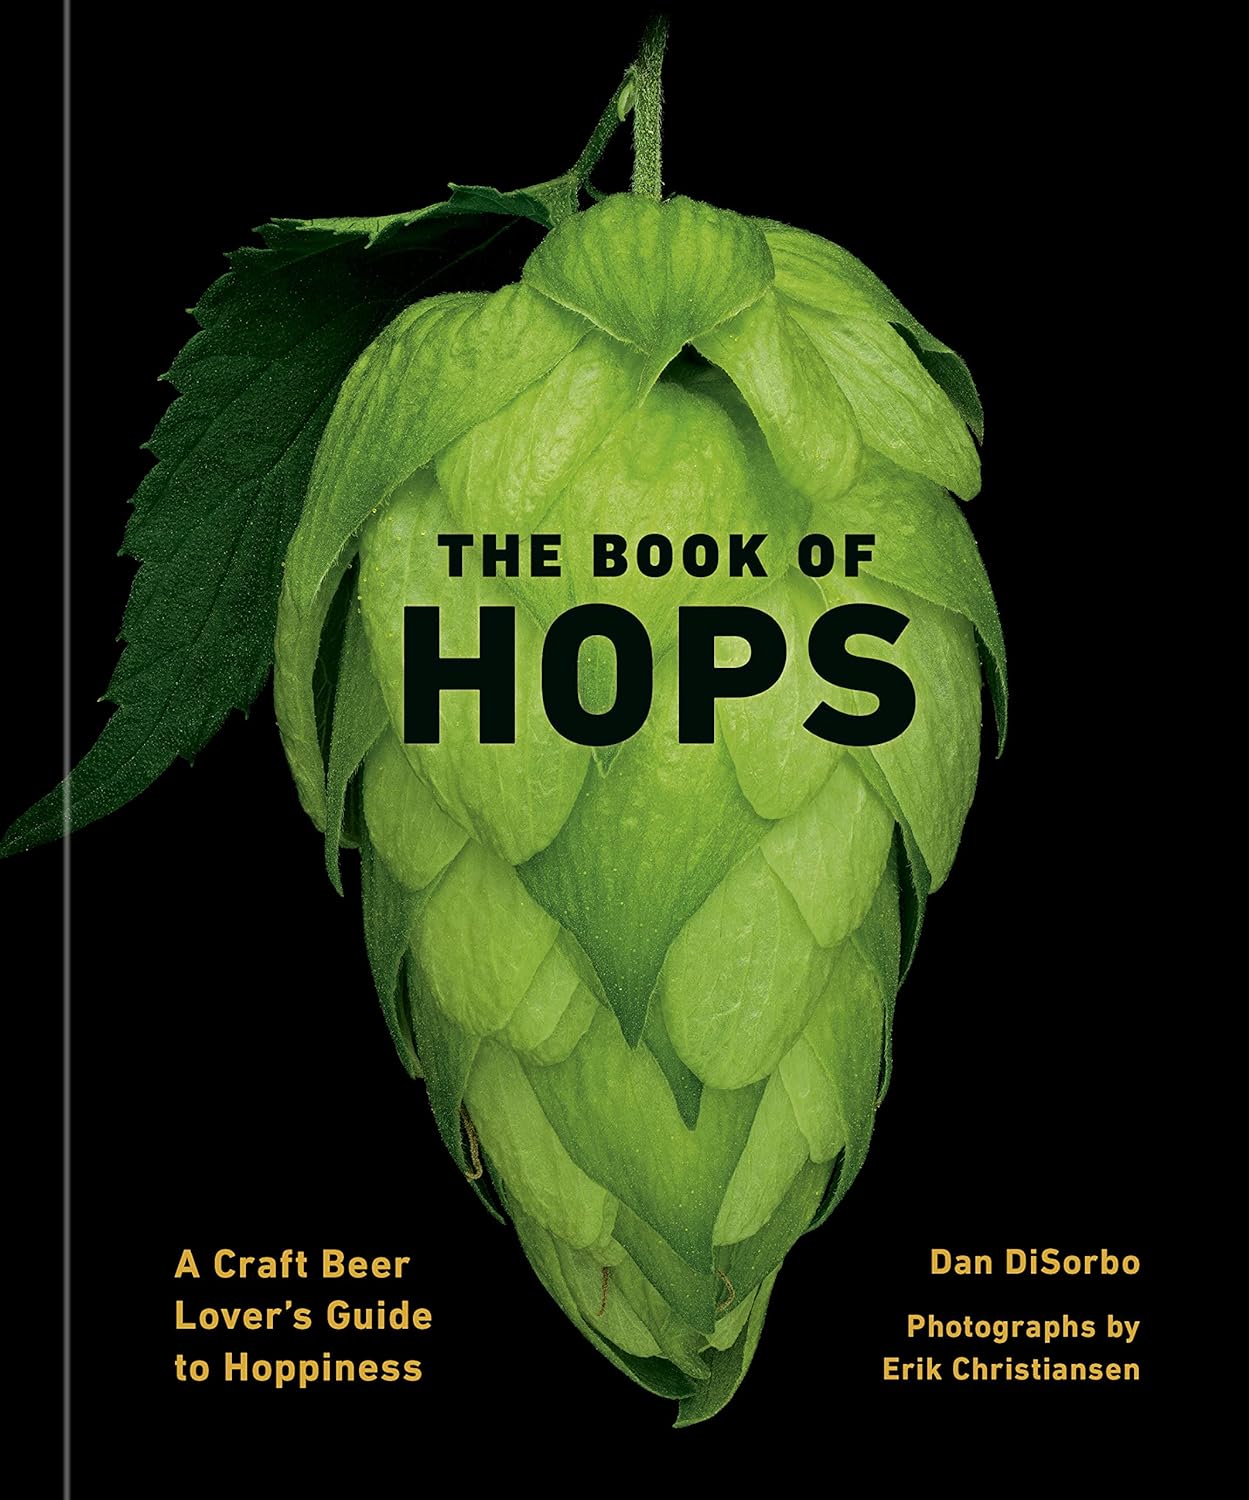 THE BOOK OF
HOPS
A Craft Beer
Lover's Guide
to Hoppiness
Dan DiSorbo
Photographs by
Erik Christiansen